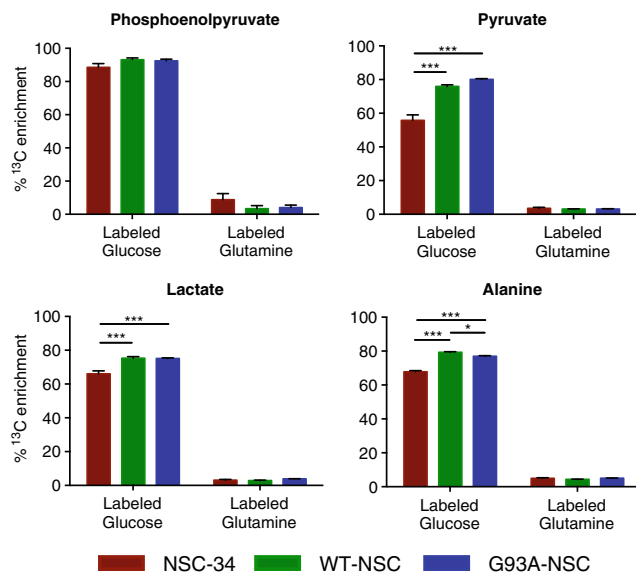 Phosphoenolpyruvate
% ¹³C enrichment
100
80
60
40
20
0
Labeled Glucose
Labeled Glutamine
Pyruvate
***
***
100
80
60
40
20
0
Labeled Glucose
Labeled Glutamine
Lactate
% ¹³C enrichment
***
***
100
80
60
40
20
0
Labeled Glucose
Labeled Glutamine
Alanine
***
*
***
100
80
60
40
20
0
Labeled Glucose
Labeled Glutamine
NSC-34
WT-NSC
G93A-NSC